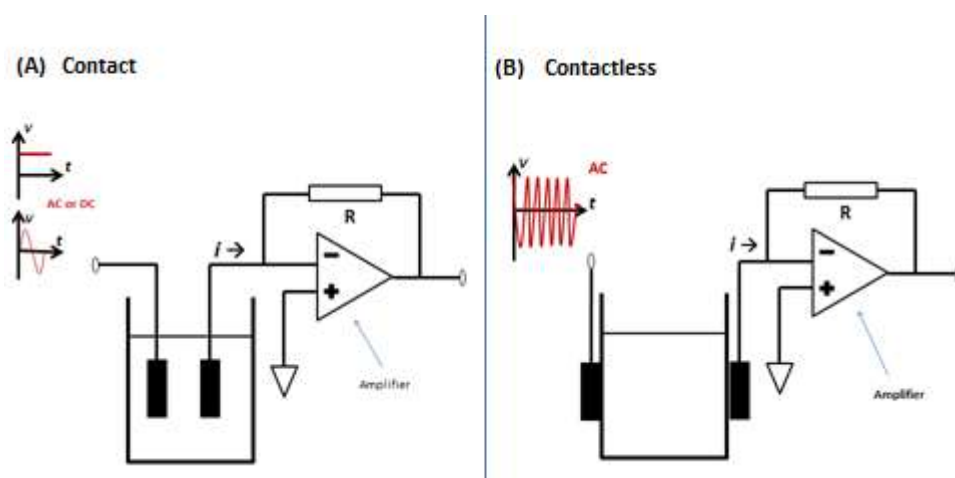 (A) Contact
v
t
AC or DC
v
t
i →
R
−
+
Amplifier
(B) Contactless
v
AC
t
i →
R
−
+
Amplifier